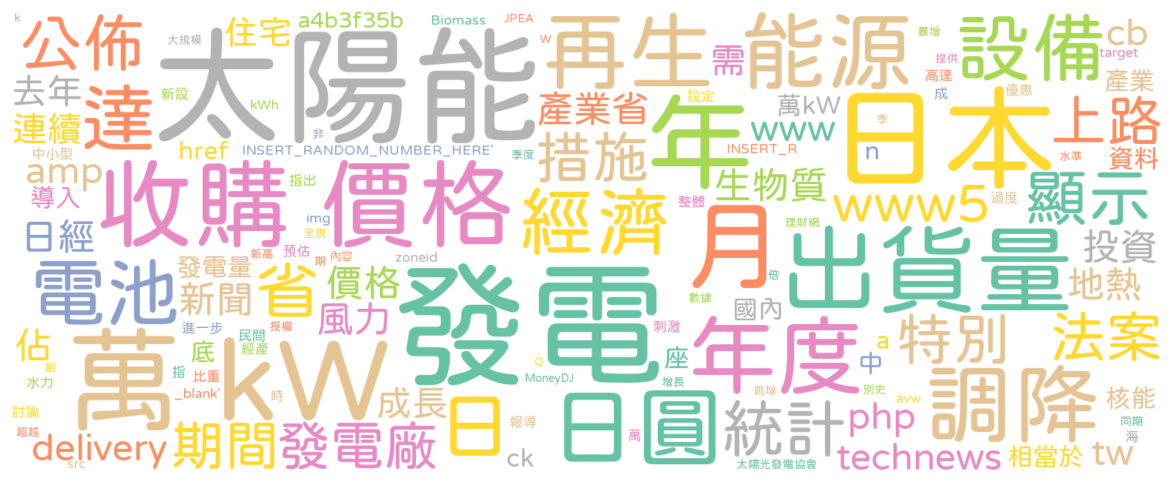 k
大規模
公佈
住宅
a4b3f35b
Biomass
JPEA
W
再生
需
能源
設備
暴增
提供
cb
target
太陽能
去年
新設
kWh
達
連續
中小型
href
非
INSERT_RANDOM_NUMBER_HERE'
季度
產業省
措施
年
設定
萬kW
www
INSERT_R
日本
季
n
高達
成
優惠
產業
上路
水準
資料
amp
導入
收購
指出
價格
img
呈現
經濟
整體
生物質
www5
過度
顯示
日經
新高
預估
期
內容
zoneid
月
理財網
倍
出貨量
投資
地熱
電池
發電量
新聞
省
價格
風力
發電
數據
國內
刺激
年度
座
a
中
特別
法案
佔
創
水力
底
進一步
民間
經產
授權
指
比重
_blank'
時
萬
kW
Q
MoneyDJ
增長
跳增
別史
avw
調降
核能
同期
海
討論
超越
src
delivery
期間
發電廠
成長
日
報導
ck
日圓
萬
統計
太陽光發電協會
php
technews
相當於
tw